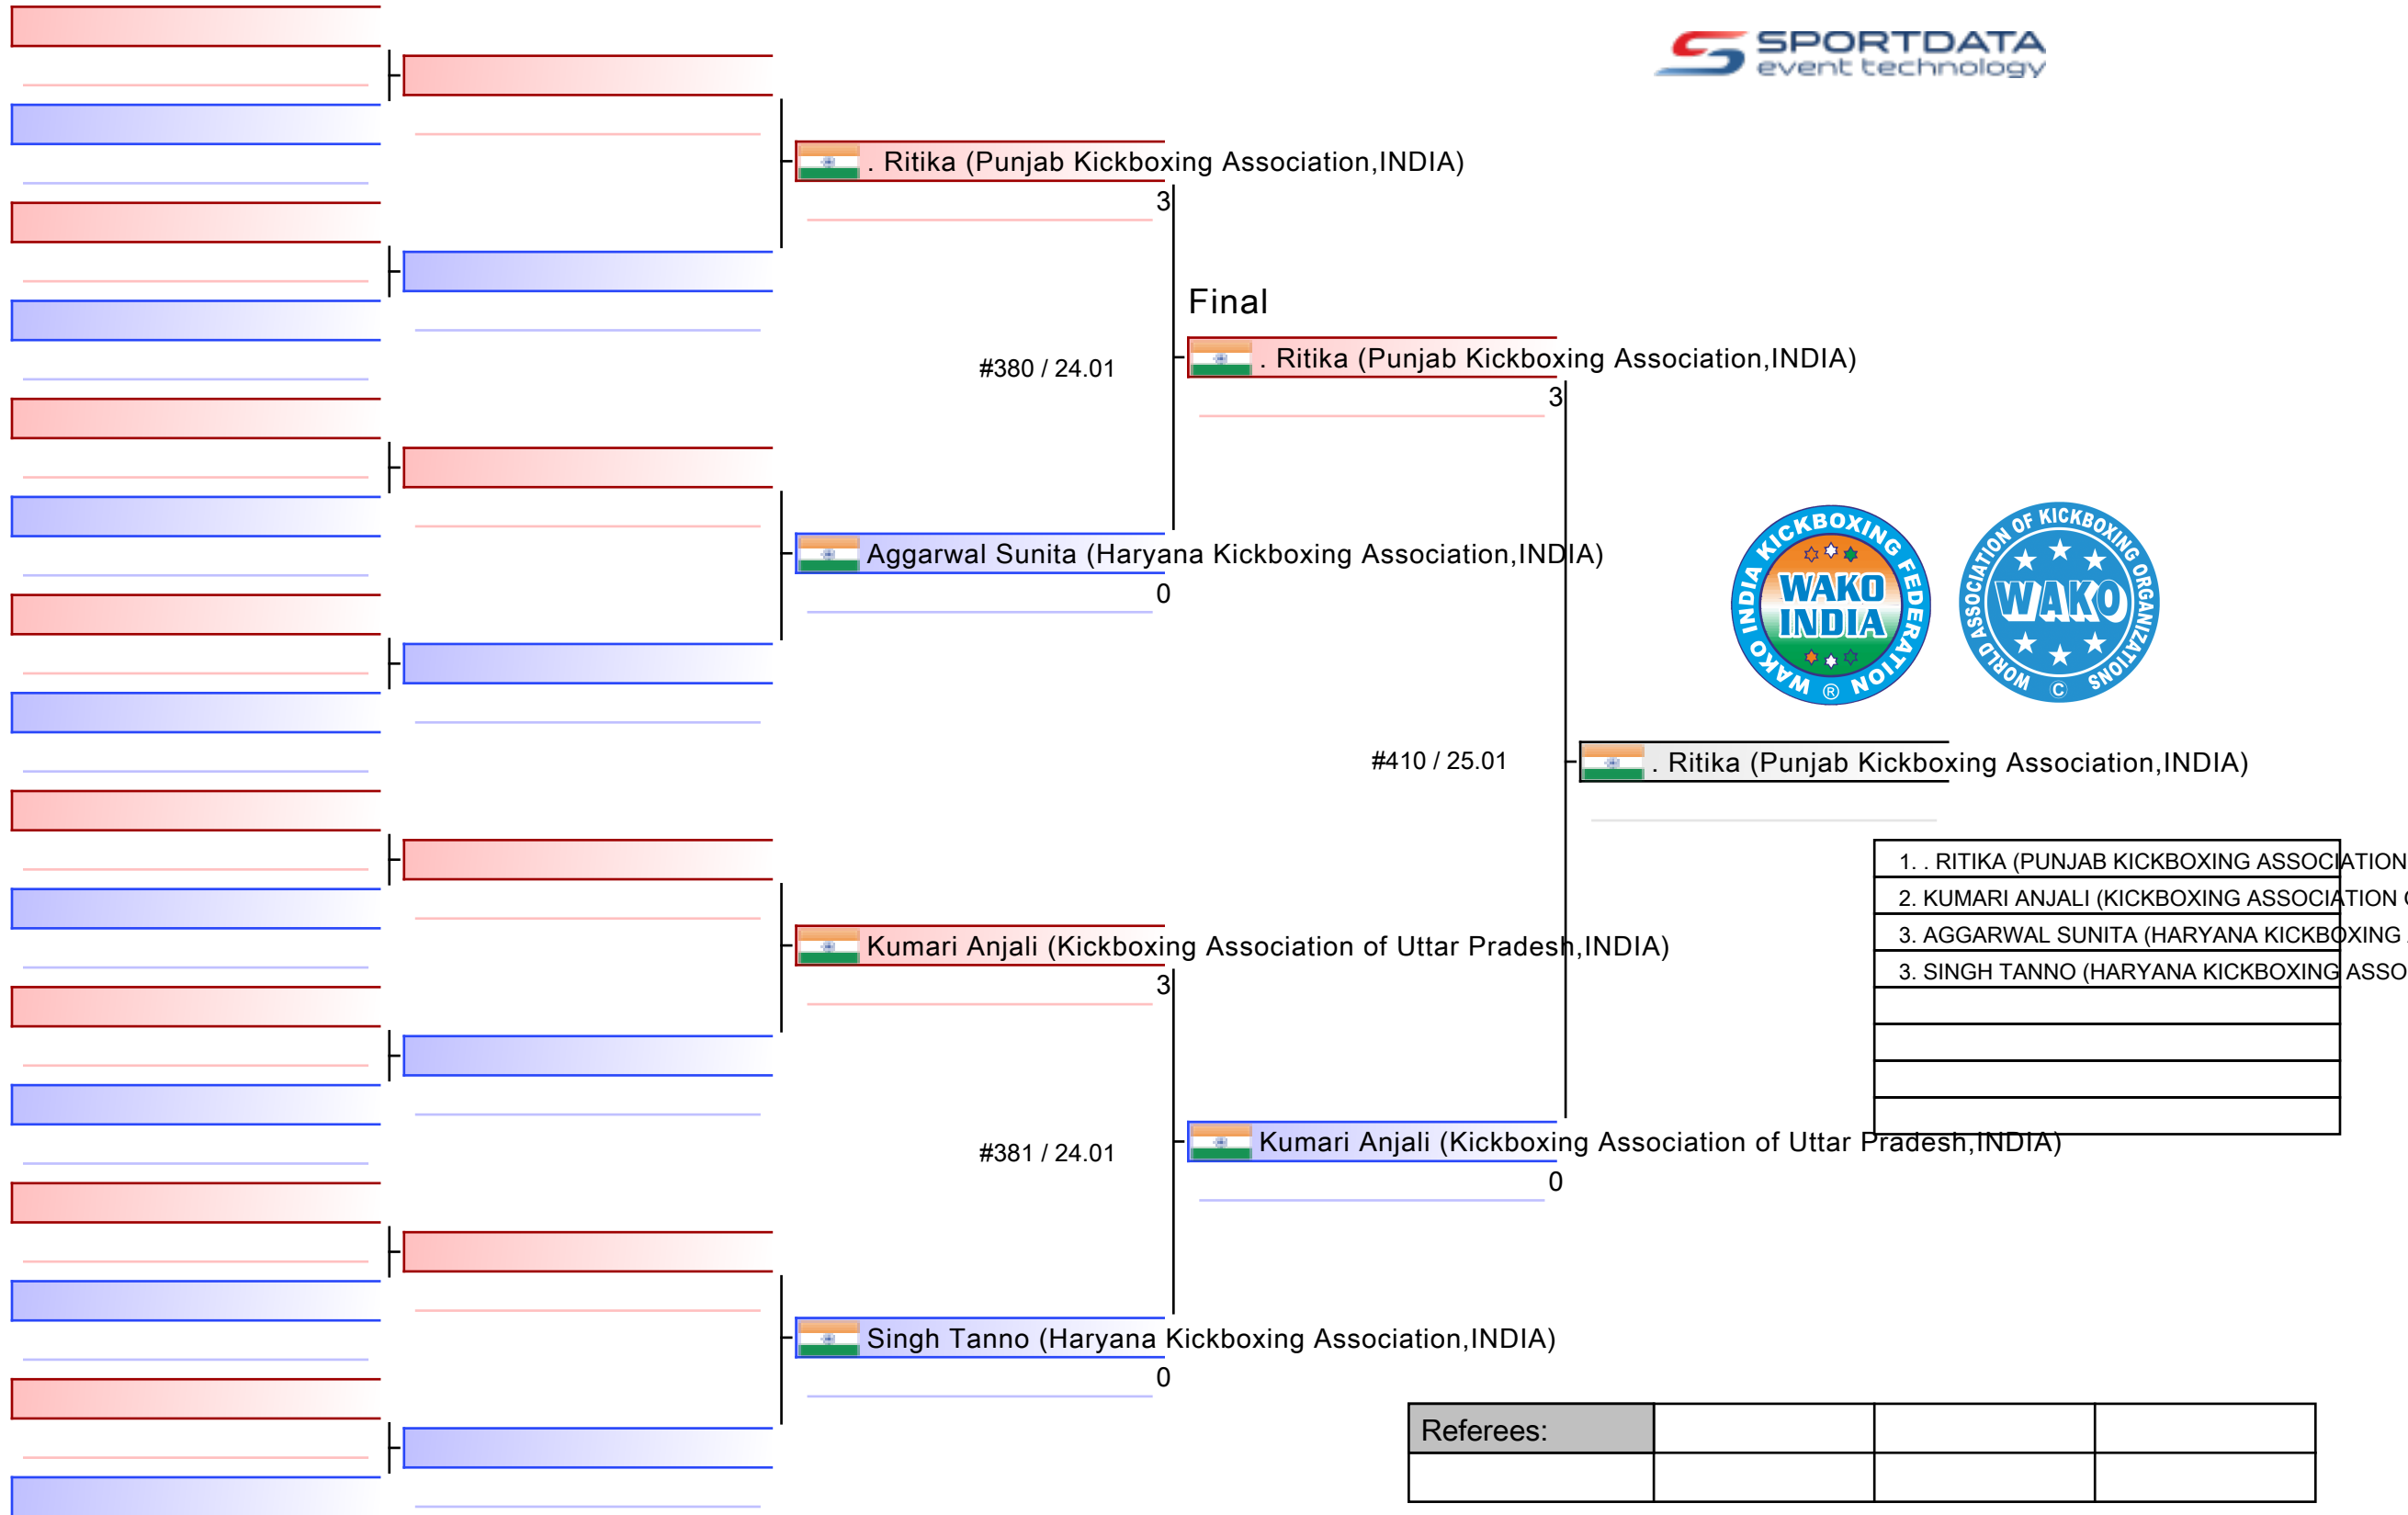 SPORTDATA
event technology
. Ritika (Punjab Kickboxing Association,INDIA)
3
Final
#380 / 24.01
. Ritika (Punjab Kickboxing Association,INDIA)
3
Aggarwal Sunita (Haryana Kickboxing Association,INDIA)
0
WAKO INDIA KICKBOXING FEDERATION
WAKO
INDIA
®
WORLD ASSOCIATION OF KICKBOXING ORGANIZATIONS
WAKO
©
#410 / 25.01
. Ritika (Punjab Kickboxing Association,INDIA)
1. . RITIKA (PUNJAB KICKBOXING ASSOCIATION
2. KUMARI ANJALI (KICKBOXING ASSOCIATION
3. AGGARWAL SUNITA (HARYANA KICKBOXING
3. SINGH TANNO (HARYANA KICKBOXING ASSO
Kumari Anjali (Kickboxing Association of Uttar Pradesh,INDIA)
3
#381 / 24.01
Kumari Anjali (Kickboxing Association of Uttar Pradesh,INDIA)
0
Singh Tanno (Haryana Kickboxing Association,INDIA)
0
Referees: